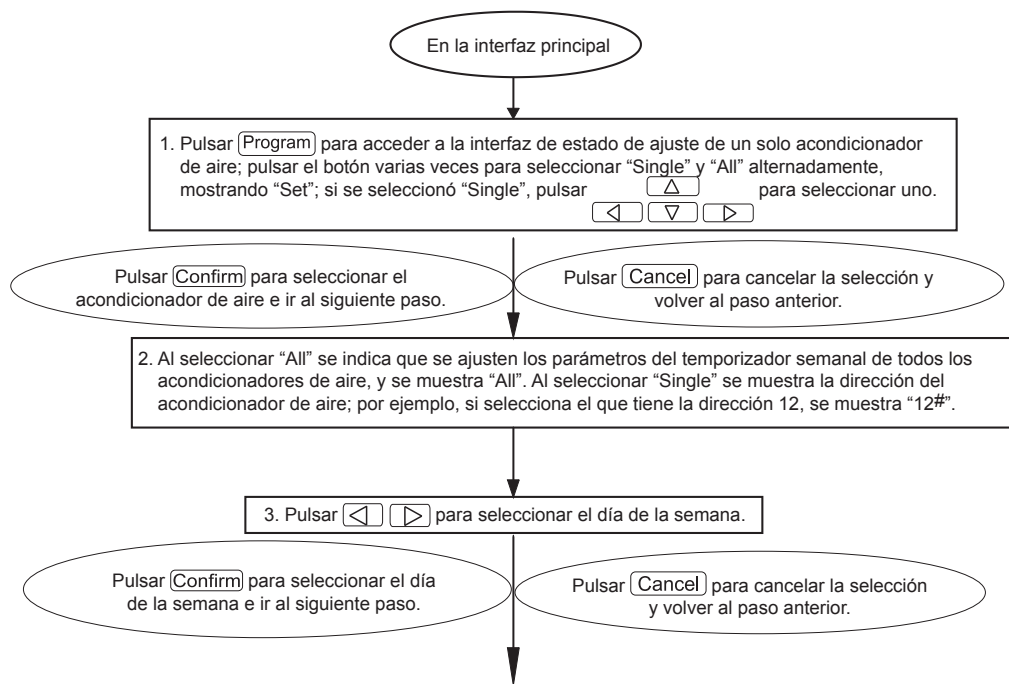 En la interfaz principal
1. Pulsar Program para acceder a la interfaz de estado de ajuste de un solo acondicionador
de aire; pulsar el botón varias veces para seleccionar “Single” y “All” alternadamente,
mostrando “Set”; si se seleccionó “Single”, pulsar △ para seleccionar uno.
◁ ▽ ▷
Pulsar Confirm para seleccionar el
acondicionador de aire e ir al siguiente paso.
Pulsar Cancel para cancelar la selección y
volver al paso anterior.
2. Al seleccionar “All” se indica que se ajusten los parámetros del temporizador semanal de todos los
acondicionadores de aire, y se muestra “All”. Al seleccionar “Single” se muestra la dirección del
acondicionador de aire; por ejemplo, si selecciona el que tiene la dirección 12, se muestra “12#”.
3. Pulsar ◁ ▷ para seleccionar el día de la semana.
Pulsar Confirm para seleccionar el día
de la semana e ir al siguiente paso.
Pulsar Cancel para cancelar la selección
y volver al paso anterior.